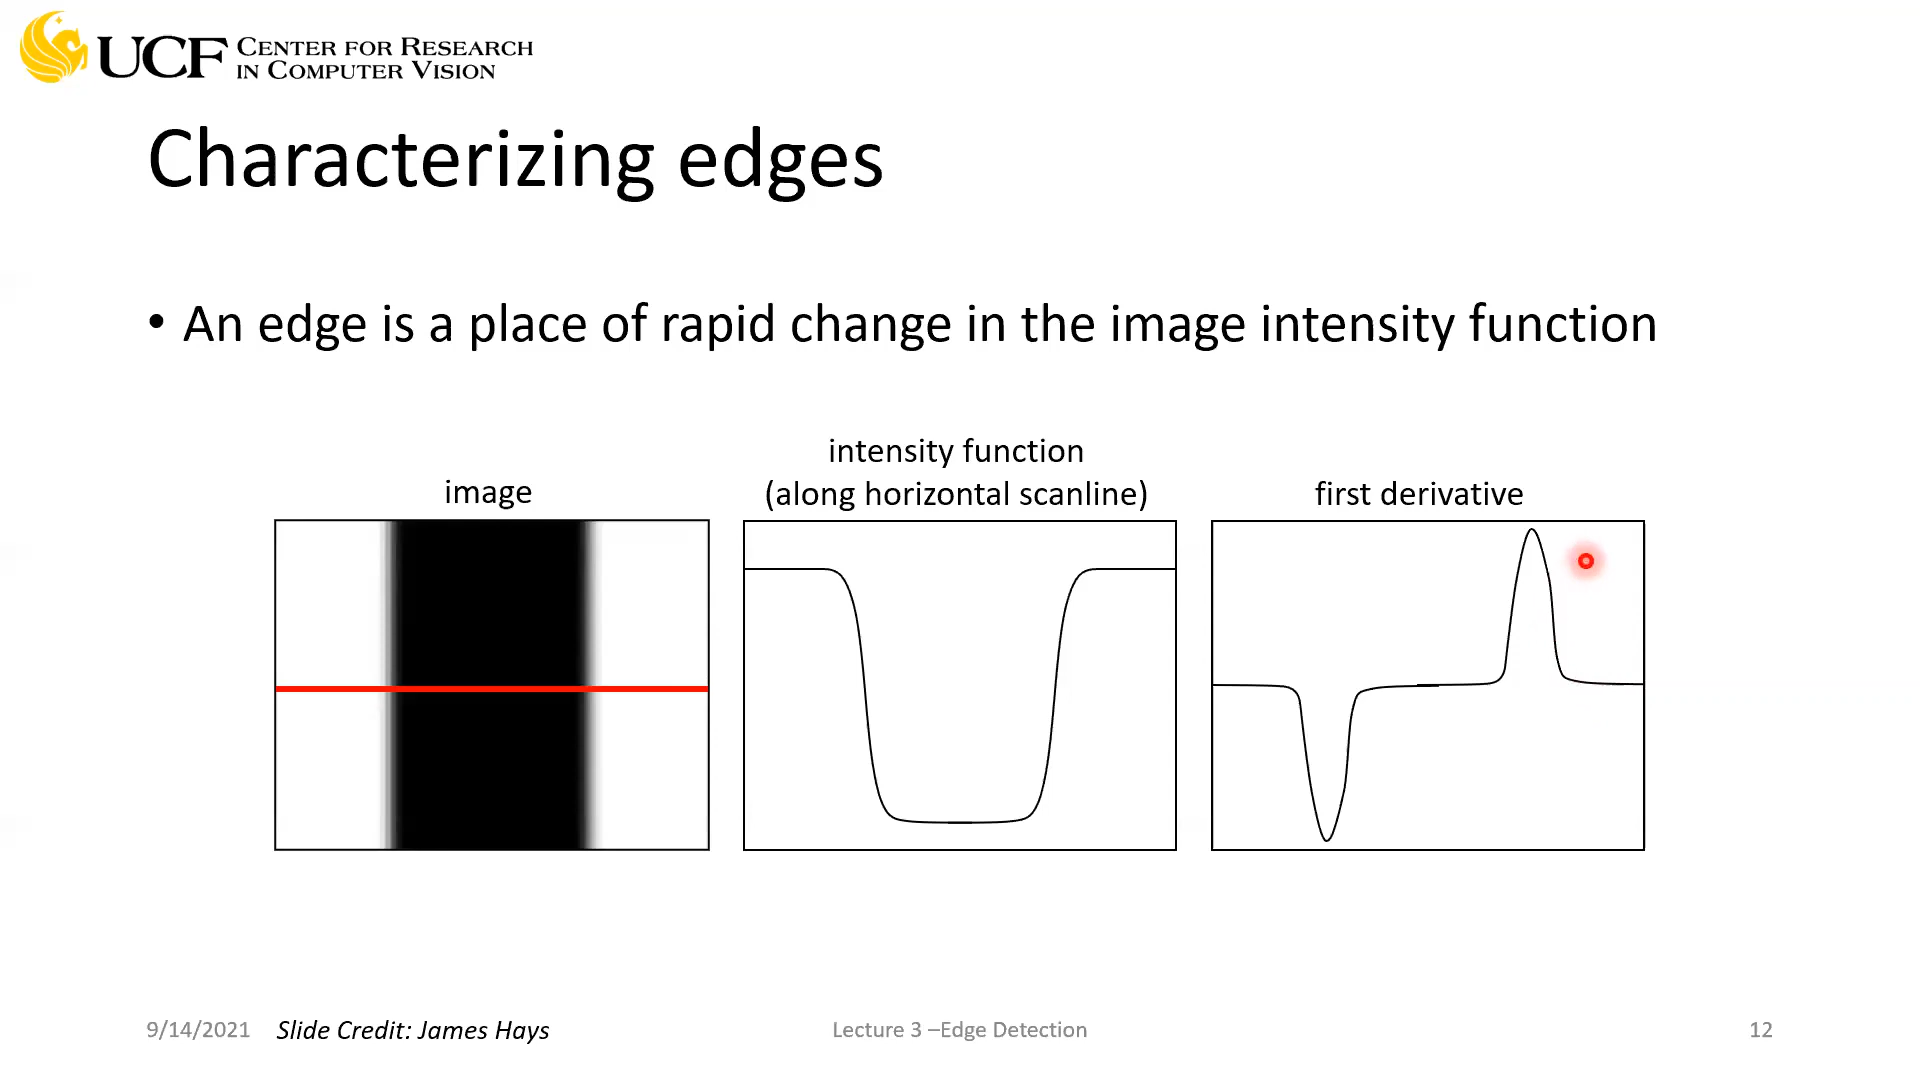 UCF CENTER FOR RESEARCH
IN COMPUTER VISION
Characterizing edges
• An edge is a place of rapid change in the image intensity function
image
intensity function
(along horizontal scanline)
first derivative
9/14/2021
Slide Credit: James Hays
Lecture 3 –Edge Detection
12